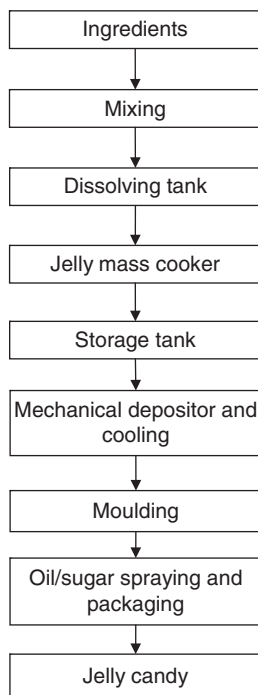 Ingredients
Mixing
Dissolving tank
Jelly mass cooker
Storage tank
Mechanical depositor and
cooling
Moulding
Oil/sugar spraying and
packaging
Jelly candy